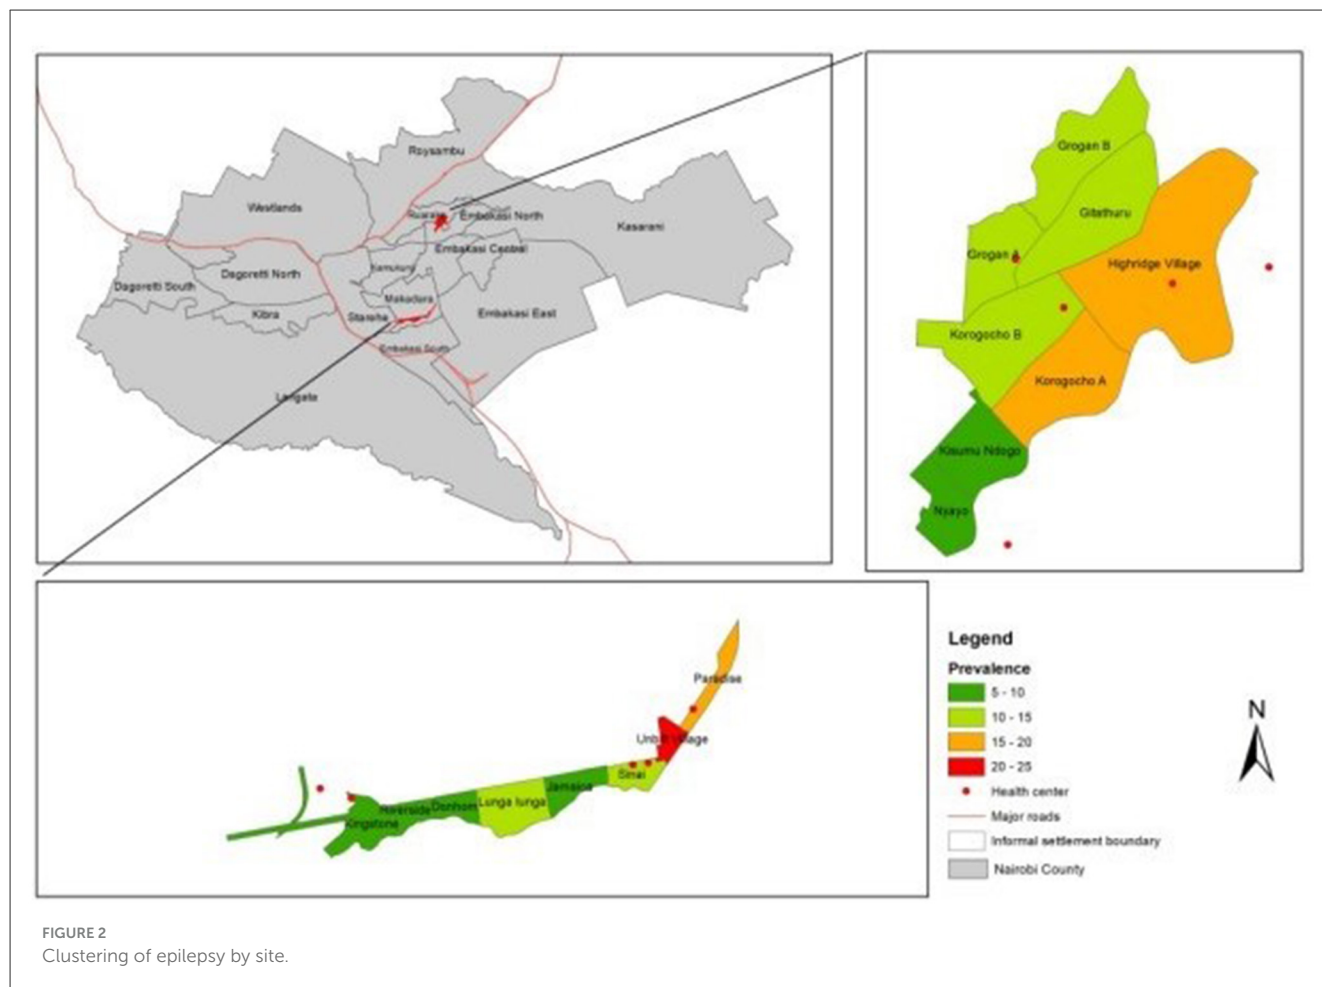 Roysambu
Westlands
Embakasi North
Kasarani
Embakasi Central
Dagoretti North
Dagoretti South
Makadara
Kibra
Starehe
Embakasi East
Embakasi South
Langata
Grogan B
Gitathuru
Grogan A
Highridge Village
Korogocho B
Korogocho A
Kisumu Ndogo
Nyayo
Paradise
Sinai
Jamaica
Lunga lunga
Riverside
Donhom
Kingstone
Legend
Prevalence
5 - 10
10 - 15
15 - 20
20 - 25
Health center
Major roads
Informal settlement boundary
Nairobi County
N
FIGURE 2
Clustering of epilepsy by site.